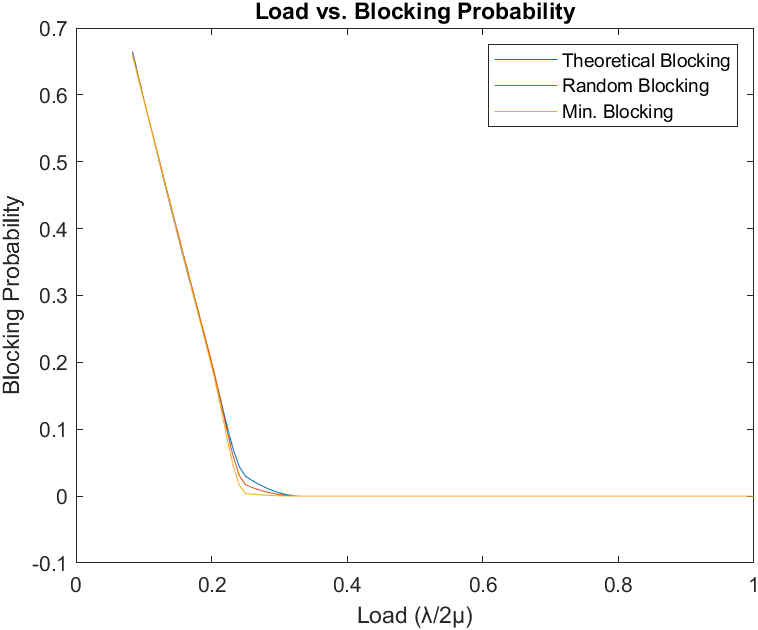 Load vs. Blocking Probability
Theoretical Blocking
Random Blocking
Min. Blocking
Blocking Probability
0.7
0.6
0.5
0.4
0.3
0.2
0.1
0
-0.1
0 0.2 0.4 0.6 0.8 1
Load (λ/2μ)